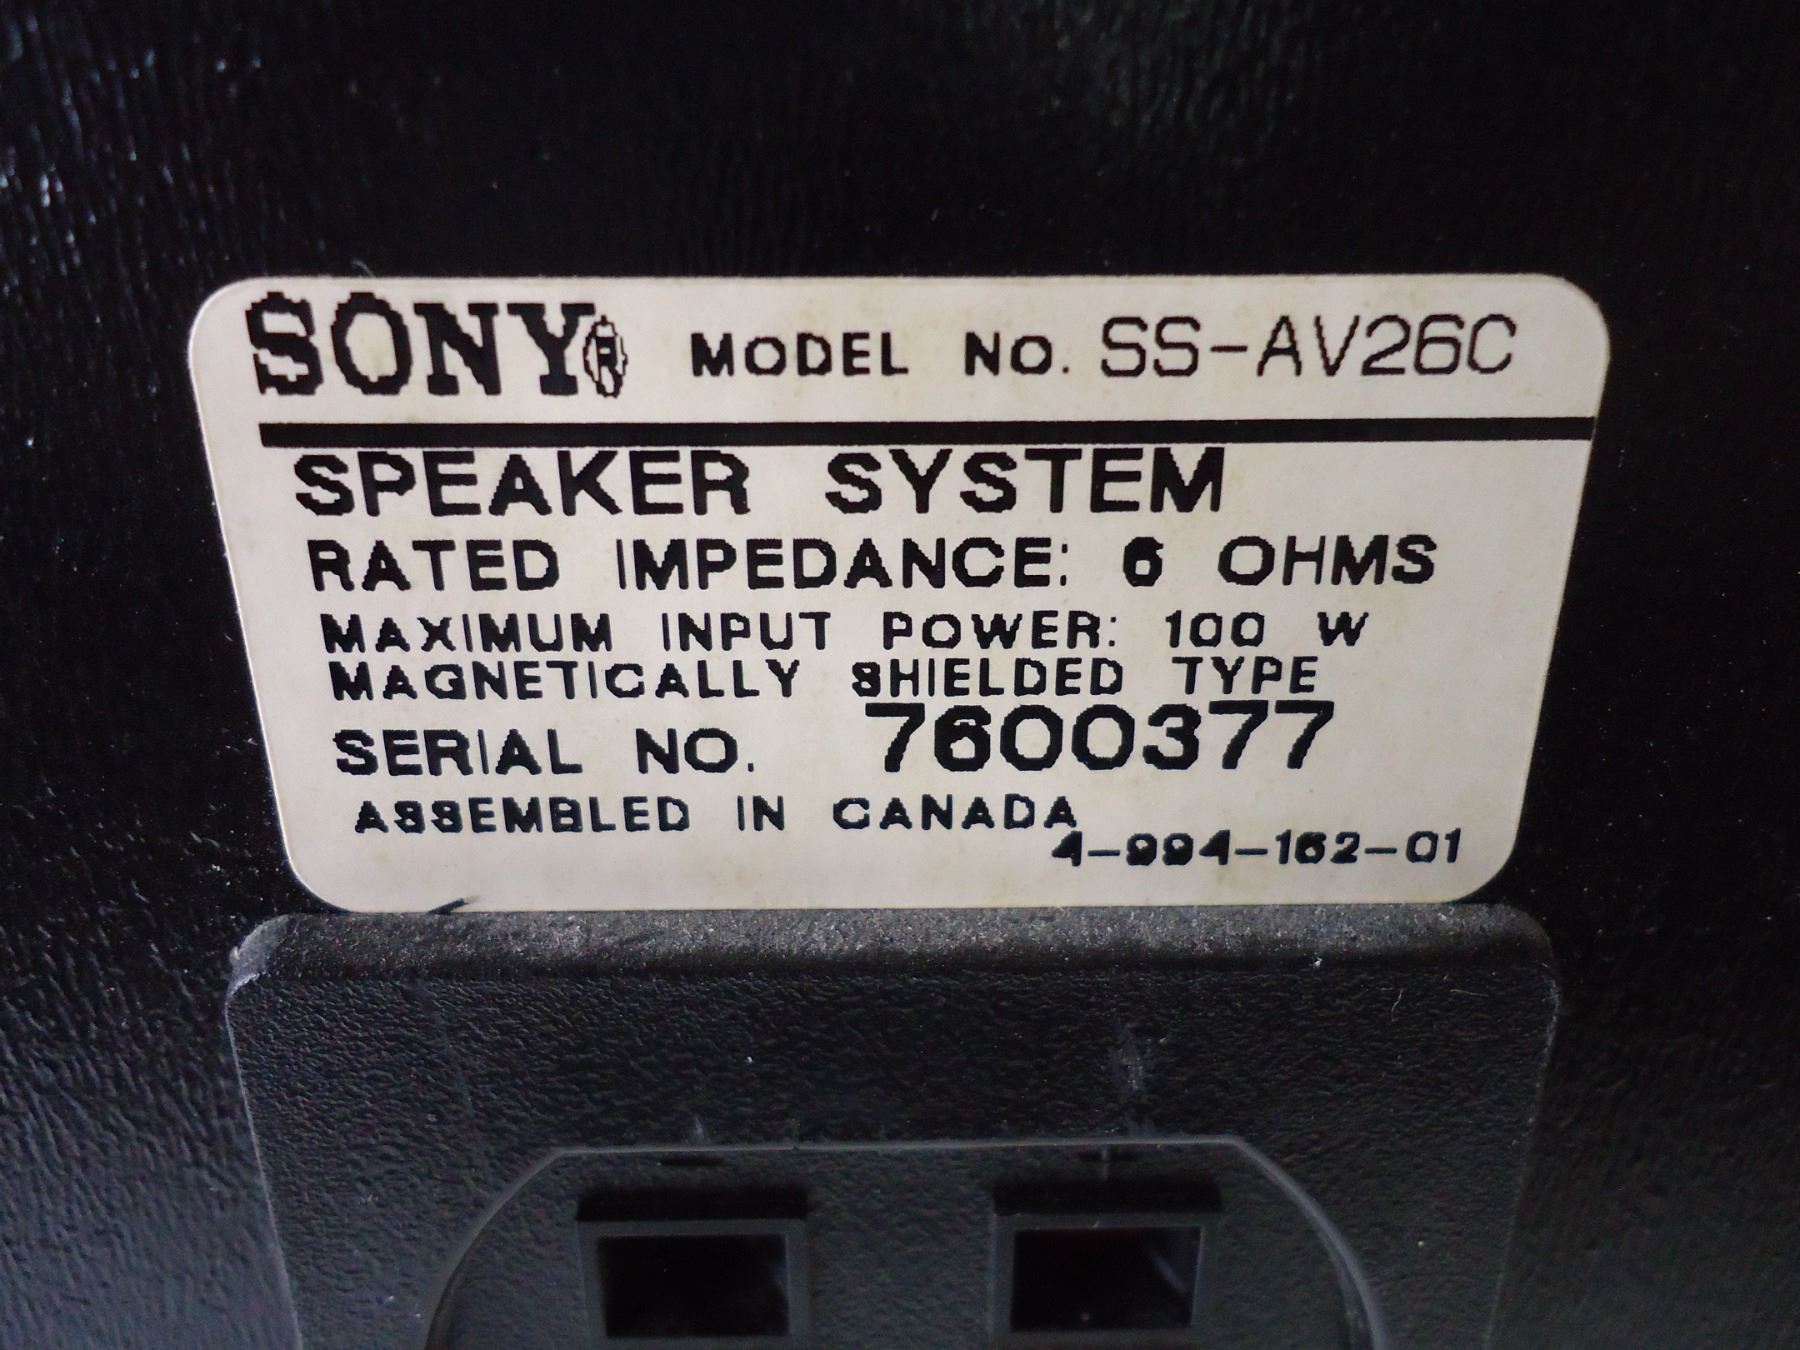 SONY® MODEL NO. SS-AV26C
SPEAKER SYSTEM
RATED IMPEDANCE: 6 OHMS
MAXIMUM INPUT POWER: 100 W
MAGNETICALLY SHIELDED TYPE
SERIAL NO. 7600377
ASSEMBLED IN CANADA
4-994-162-01